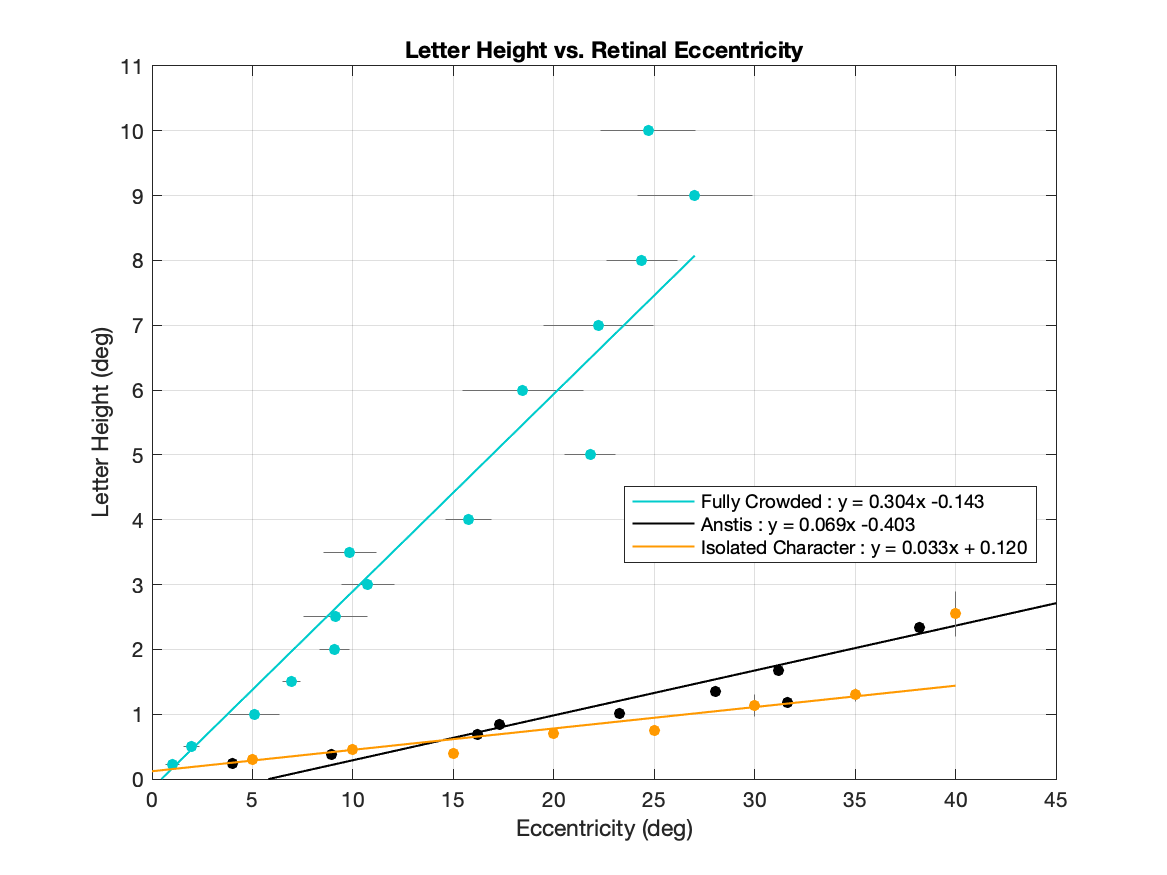 Letter Height vs. Retinal Eccentricity
11
10
9
8
7
6
5
4
3
2
1
0
Letter Height (deg)
Fully Crowded : y = 0.304x -0.143
Anstis : y = 0.069x -0.403
Isolated Character : y = 0.033x + 0.120
0 5 10 15 20 25 30 35 40 45
Eccentricity (deg)